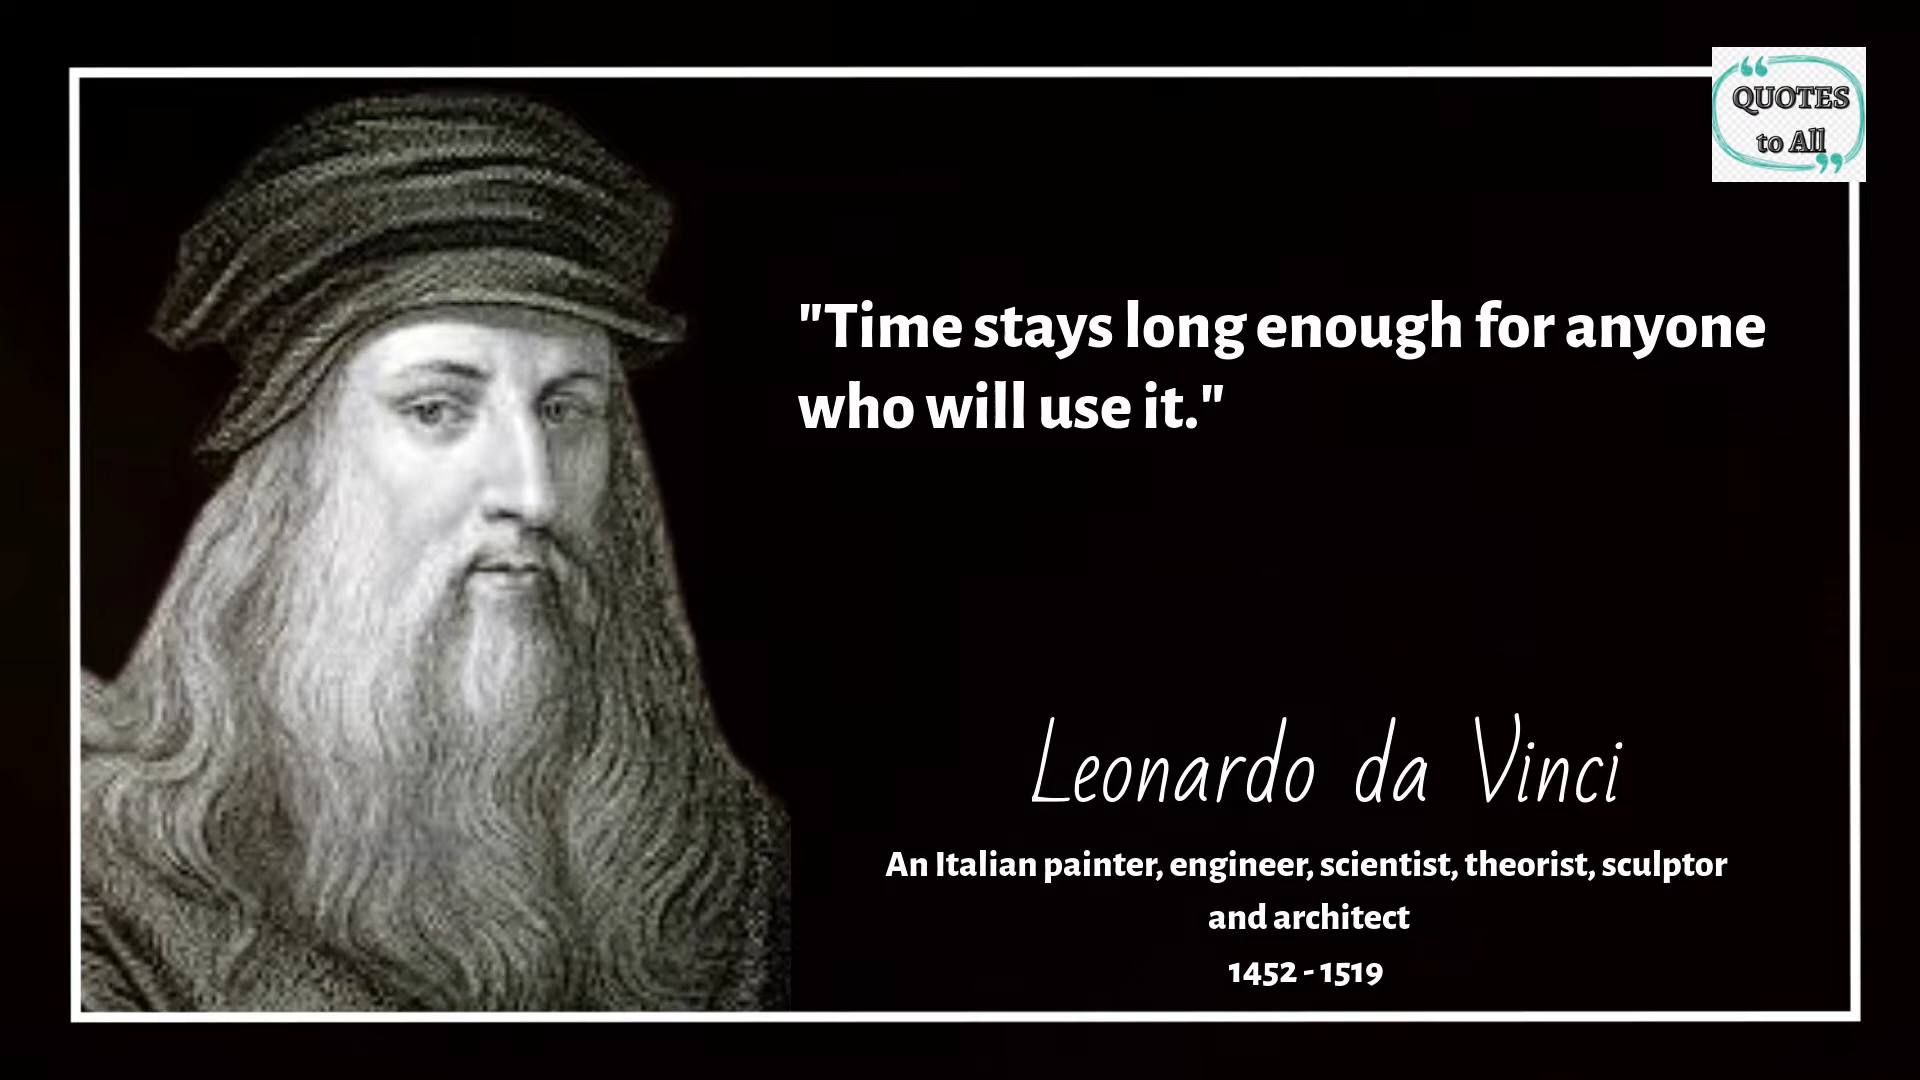 “
QUOTES
to All
”
"Time stays long enough for anyone
who will use it."
Leonardo da Vinci
An Italian painter, engineer, scientist, theorist, sculptor
and architect
1452 - 1519